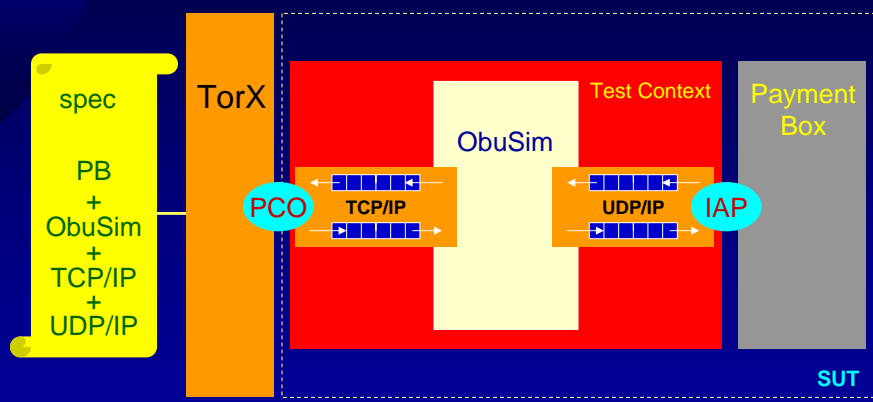 spec
PB
+
ObuSim
+
TCP/IP
+
UDP/IP
TorX
Test Context
ObuSim
PCO
TCP/IP
UDP/IP
IAP
Payment
Box
SUT